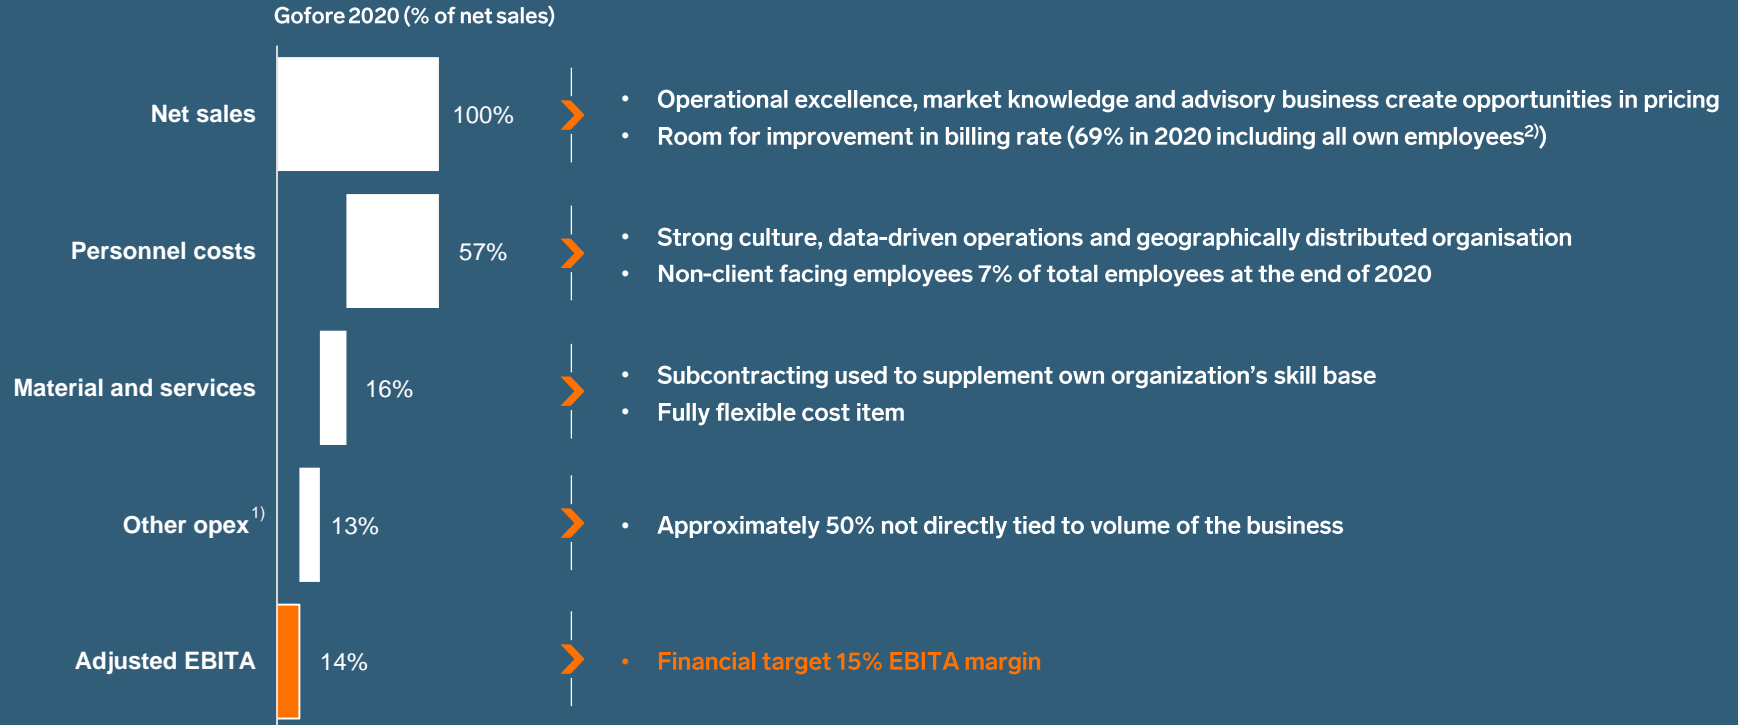 Gofore 2020 (% of net sales)
Net sales
100%
• Operational excellence, market knowledge and advisory business create opportunities in pricing
• Room for improvement in billing rate (69% in 2020 including all own employees²⁾)
Personnel costs
57%
• Strong culture, data-driven operations and geographically distributed organisation
• Non-client facing employees 7% of total employees at the end of 2020
Material and services
16%
• Subcontracting used to supplement own organization’s skill base
• Fully flexible cost item
Other opex¹⁾
13%
• Approximately 50% not directly tied to volume of the business
Adjusted EBITA
14%
• Financial target 15% EBITA margin